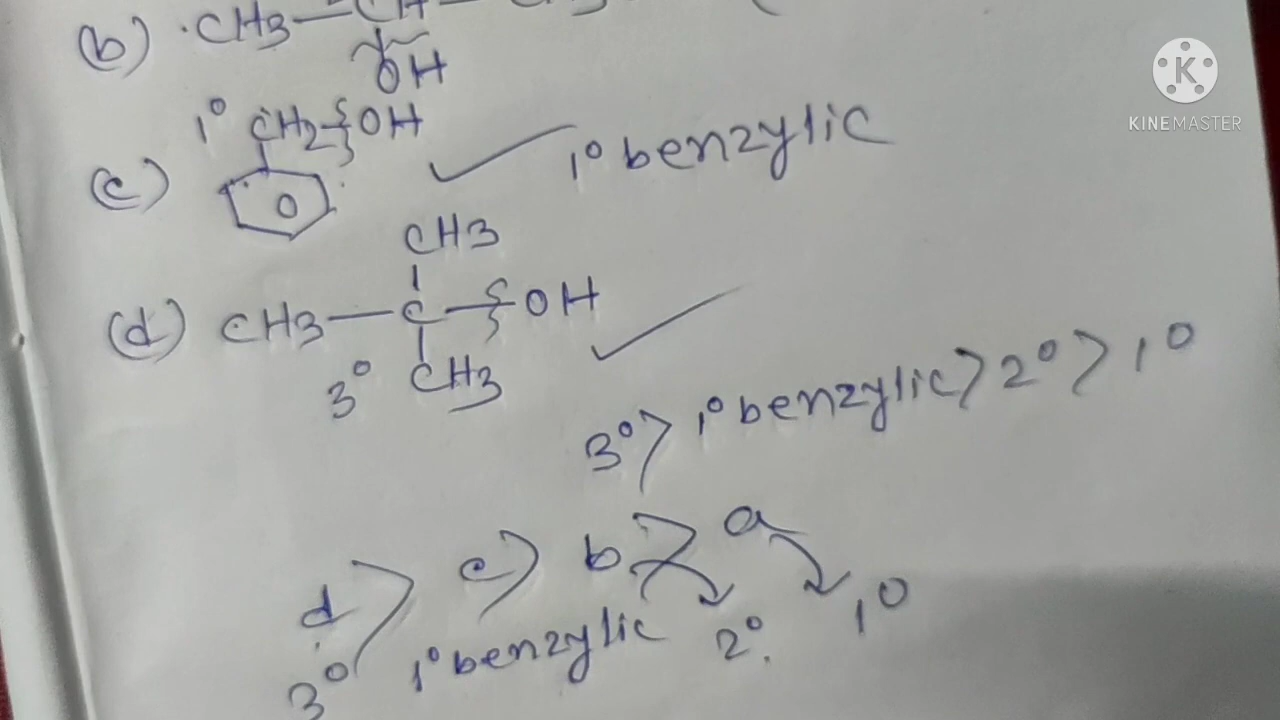 (b) CH3—CH—
OH
K
KINEMASTER
1° CH2 OH
(c) 1° benzylic
CH3
(d) CH3—C—OH
3° CH3
3° > 1° benzylic > 2° > 1°
d > c > b > a
3° 1° benzylic 2° 1°